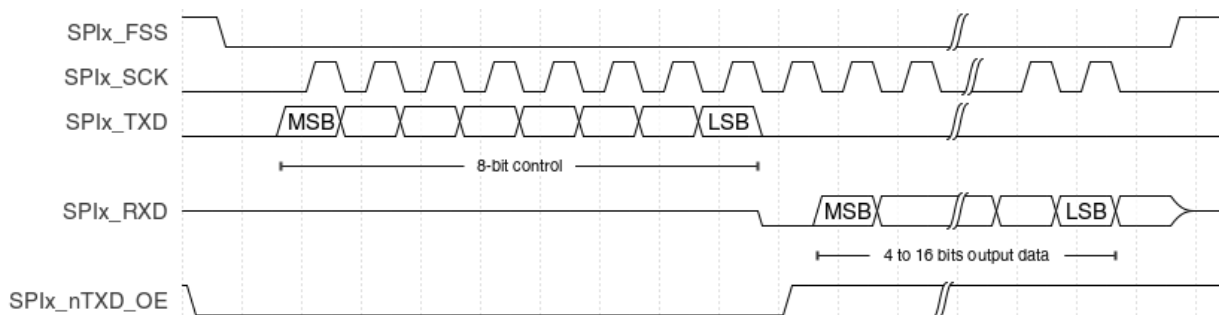 SPIx_FSS
SPIx_SCK
SPIx_TXD
MSB LSB
8-bit control
SPIx_RXD
MSB LSB
4 to 16 bits output data
SPIx_nTXD_OE